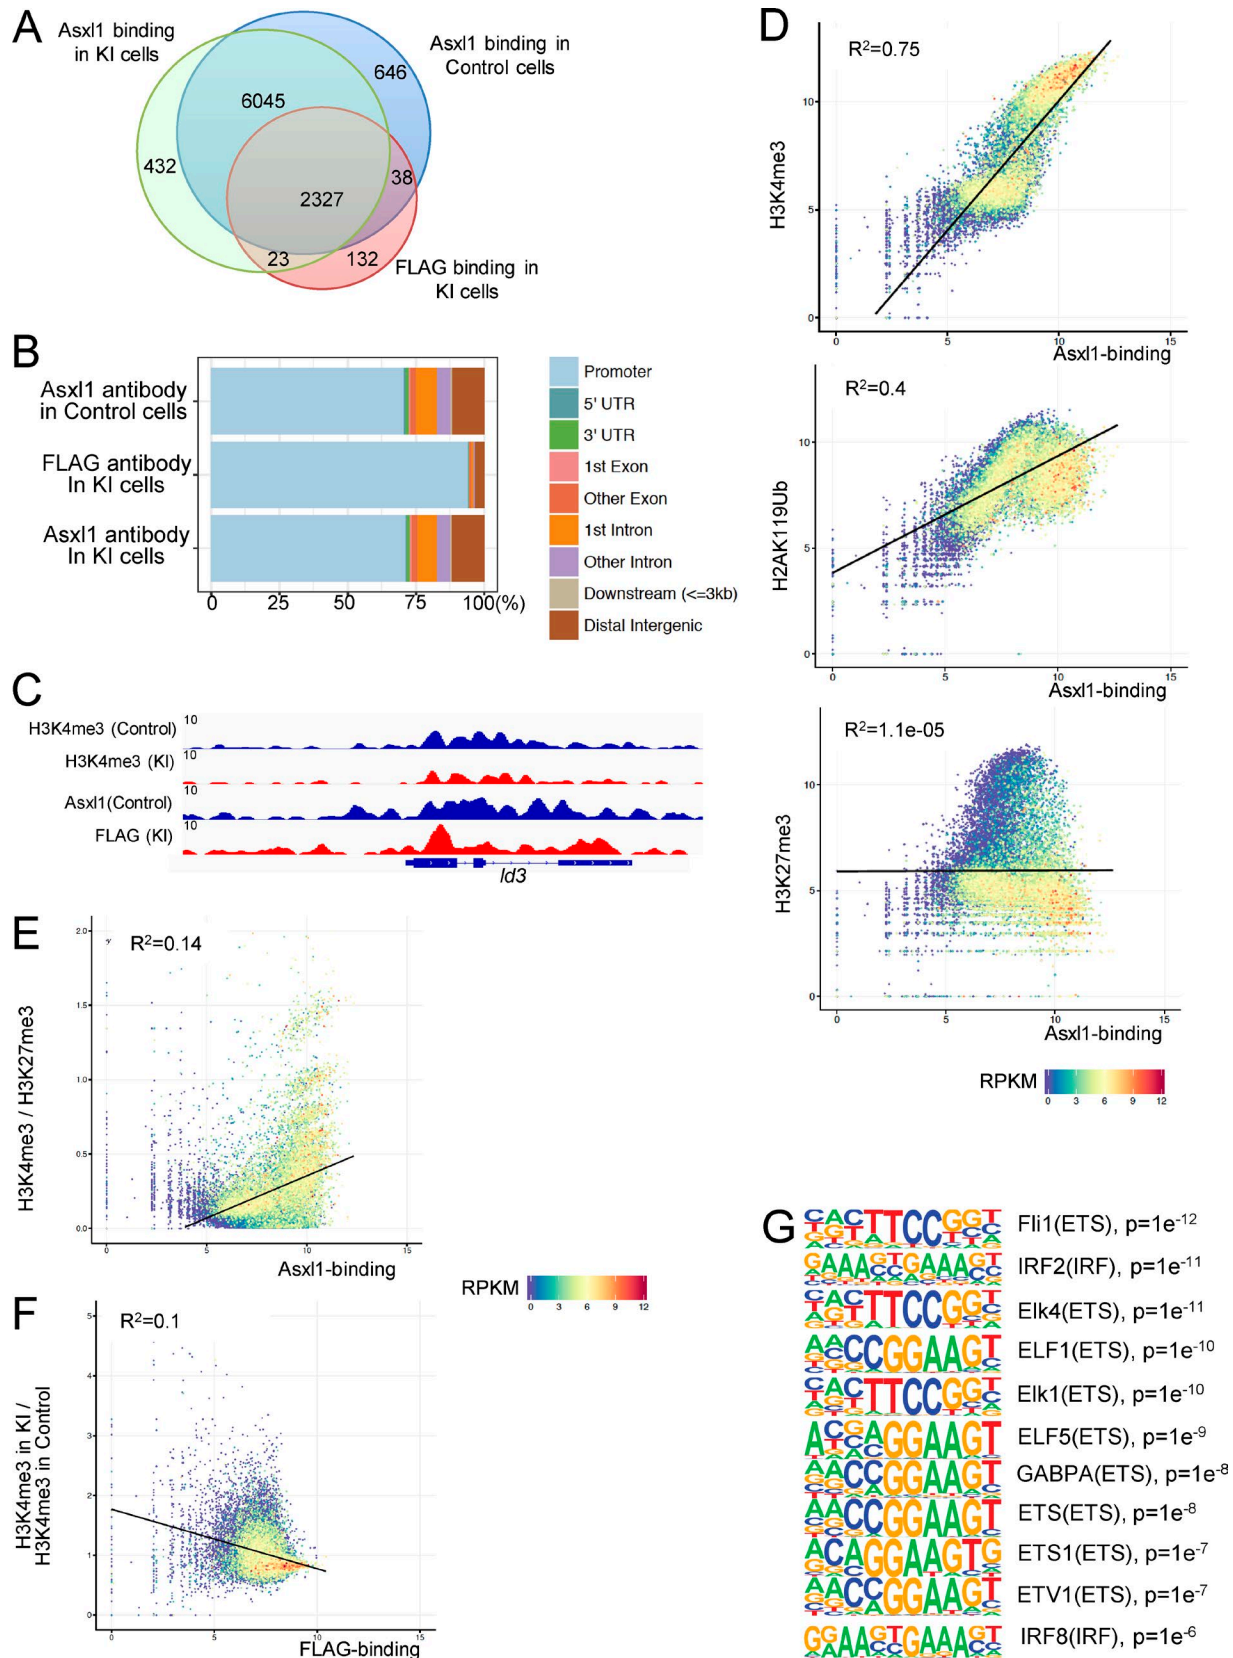 A
Asxl1 binding
in KI cells
Asxl1 binding in
Control cells
646
6045
432
38
2327
23
132
FLAG binding in
KI cells
B
Asxl1 antibody
in Control cells
FLAG antibody
In KI cells
Asxl1 antibody
In KI cells
0 25 50 75 100(%)
Promoter
5' UTR
3' UTR
1st Exon
Other Exon
1st Intron
Other Intron
Downstream (<=3kb)
Distal Intergenic
C
H3K4me3 (Control)
10
H3K4me3 (KI)
10
Asxl1(Control)
10
FLAG (KI)
10
Id3
D
R²=0.75
H3K4me3
10
5
0
0 5 10 15
Asxl1-binding
R²=0.4
H2AK119Ub
10
5
0
0 5 10 15
Asxl1-binding
R²=1.1e-05
H3K27me3
10
5
0
0 5 10 15
Asxl1-binding
RPKM
0 3 6 9 12
E
R²=0.14
H3K4me3 / H3K27me3
2.0
1.5
1.0
0.5
0.0
0 5 10 15
Asxl1-binding
RPKM
0 3 6 9 12
F
R²=0.1
H3K4me3 in KI /
H3K4me3 in Control
5
4
3
2
1
0
0 5 10 15
FLAG-binding
G
Fli1(ETS), p=1e⁻¹²
IRF2(IRF), p=1e⁻¹¹
Elk4(ETS), p=1e⁻¹¹
ELF1(ETS), p=1e⁻¹⁰
Elk1(ETS), p=1e⁻¹⁰
ELF5(ETS), p=1e⁻⁹
GABPA(ETS), p=1e⁻⁸
ETS(ETS), p=1e⁻⁸
ETS1(ETS), p=1e⁻⁷
ETV1(ETS), p=1e⁻⁷
IRF8(IRF), p=1e⁻⁶